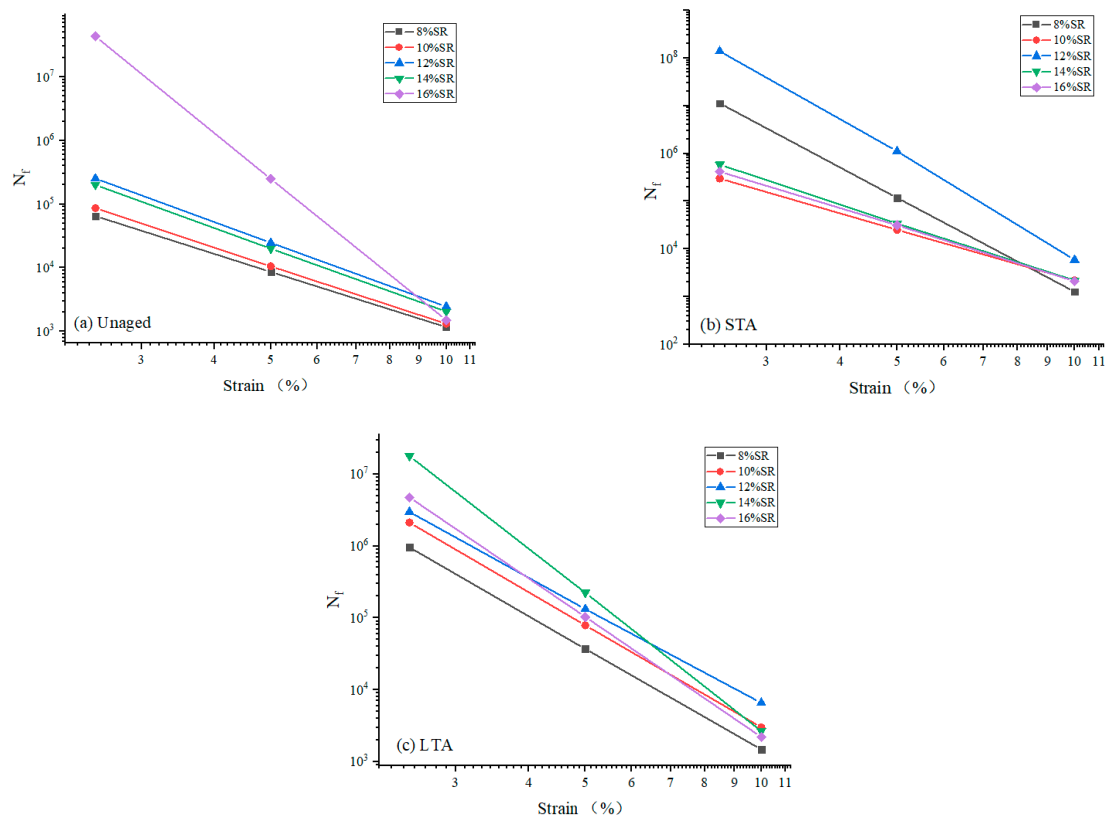 8%SR
10%SR
12%SR
14%SR
16%SR
10⁷
10⁶
10⁵
10⁴
10³
N_f
(a) Unaged
3 4 5 6 7 8 9 10 11
Strain （%）
8%SR
10%SR
12%SR
14%SR
16%SR
10⁸
10⁶
10⁴
10²
N_f
(b) STA
3 4 5 6 7 8 9 10 11
Strain （%）
8%SR
10%SR
12%SR
14%SR
16%SR
10⁷
10⁶
10⁵
10⁴
10³
N_f
(c) LTA
3 4 5 6 7 8 9 10 11
Strain （%）